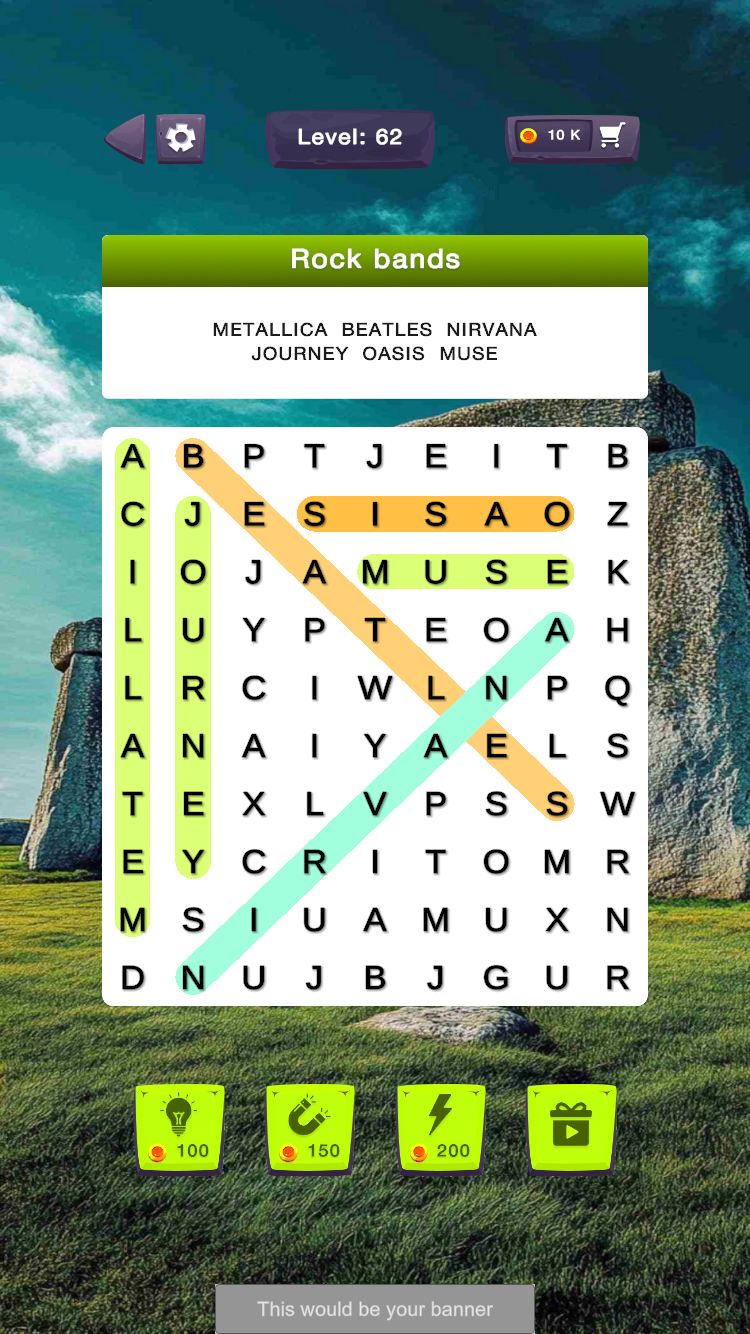 Level: 62
10 K
Rock bands
METALLICA BEATLES NIRVANA
JOURNEY OASIS MUSE
A B P T J E I T B
C J E S I S A O Z
I O J A M U S E K
L U Y P T E O A H
L R C I W L N P Q
A N A I Y A E L S
T E X L V P S S W
E Y C R I T O M R
M S I U A M U X N
D N U J B J G U R
100 150 200
This would be your banner